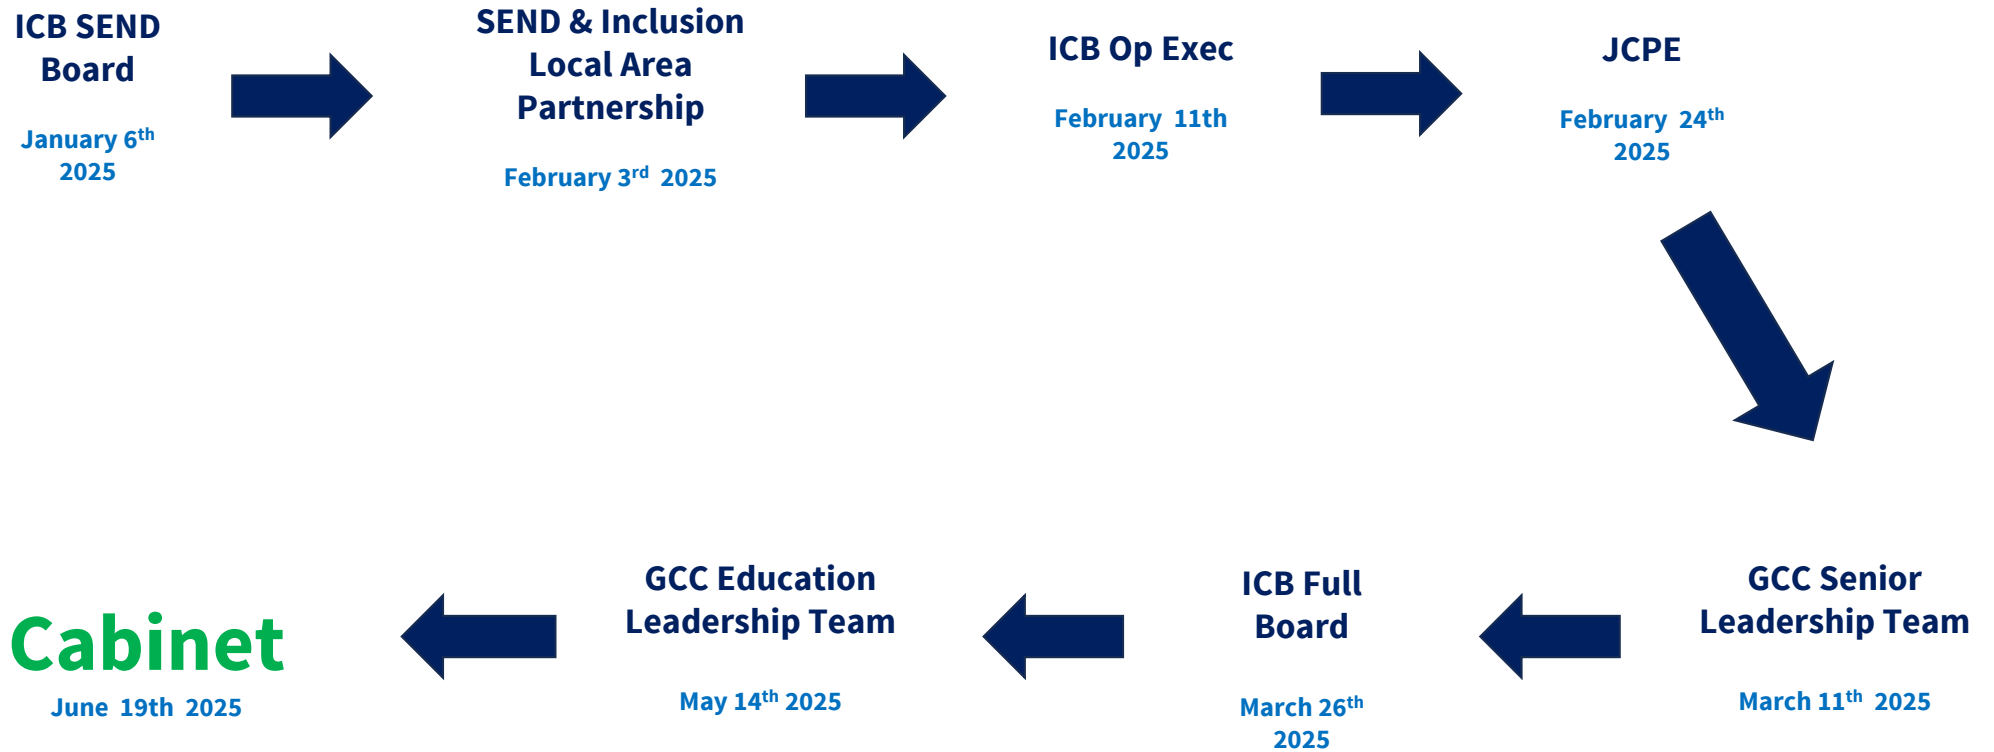 ICB SEND
Board
January 6th
2025
SEND & Inclusion
Local Area
Partnership
February 3rd 2025
ICB Op Exec
February 11th
2025
JCPE
February 24th
2025
GCC Senior
Leadership Team
March 11th 2025
ICB Full
Board
March 26th
2025
GCC Education
Leadership Team
May 14th 2025
Cabinet
June 19th 2025